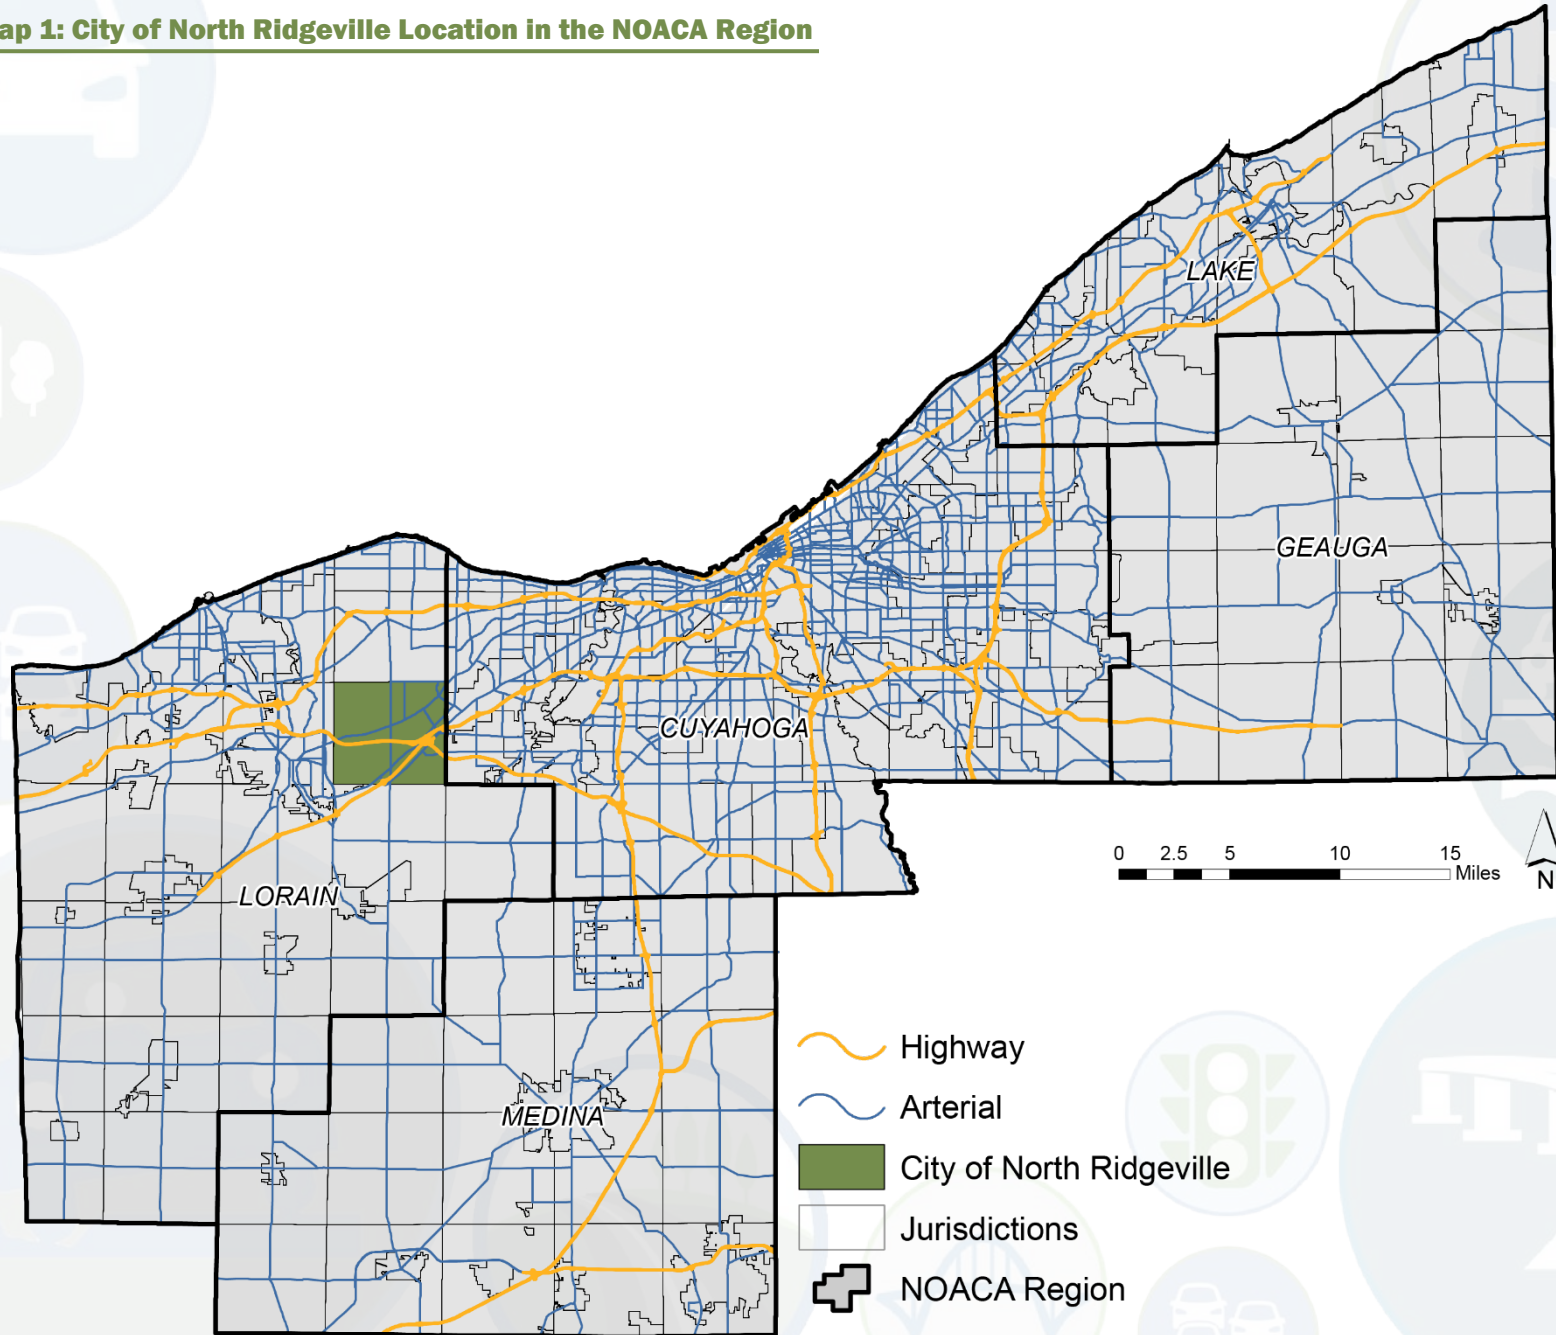 ap 1: City of North Ridgeville Location in the NOACA Region
LAKE
GEAUGA
CUYAHOGA
0 2.5 5 10 15
Miles
N
LORAIN
MEDINA
Highway
Arterial
City of North Ridgeville
Jurisdictions
NOACA Region